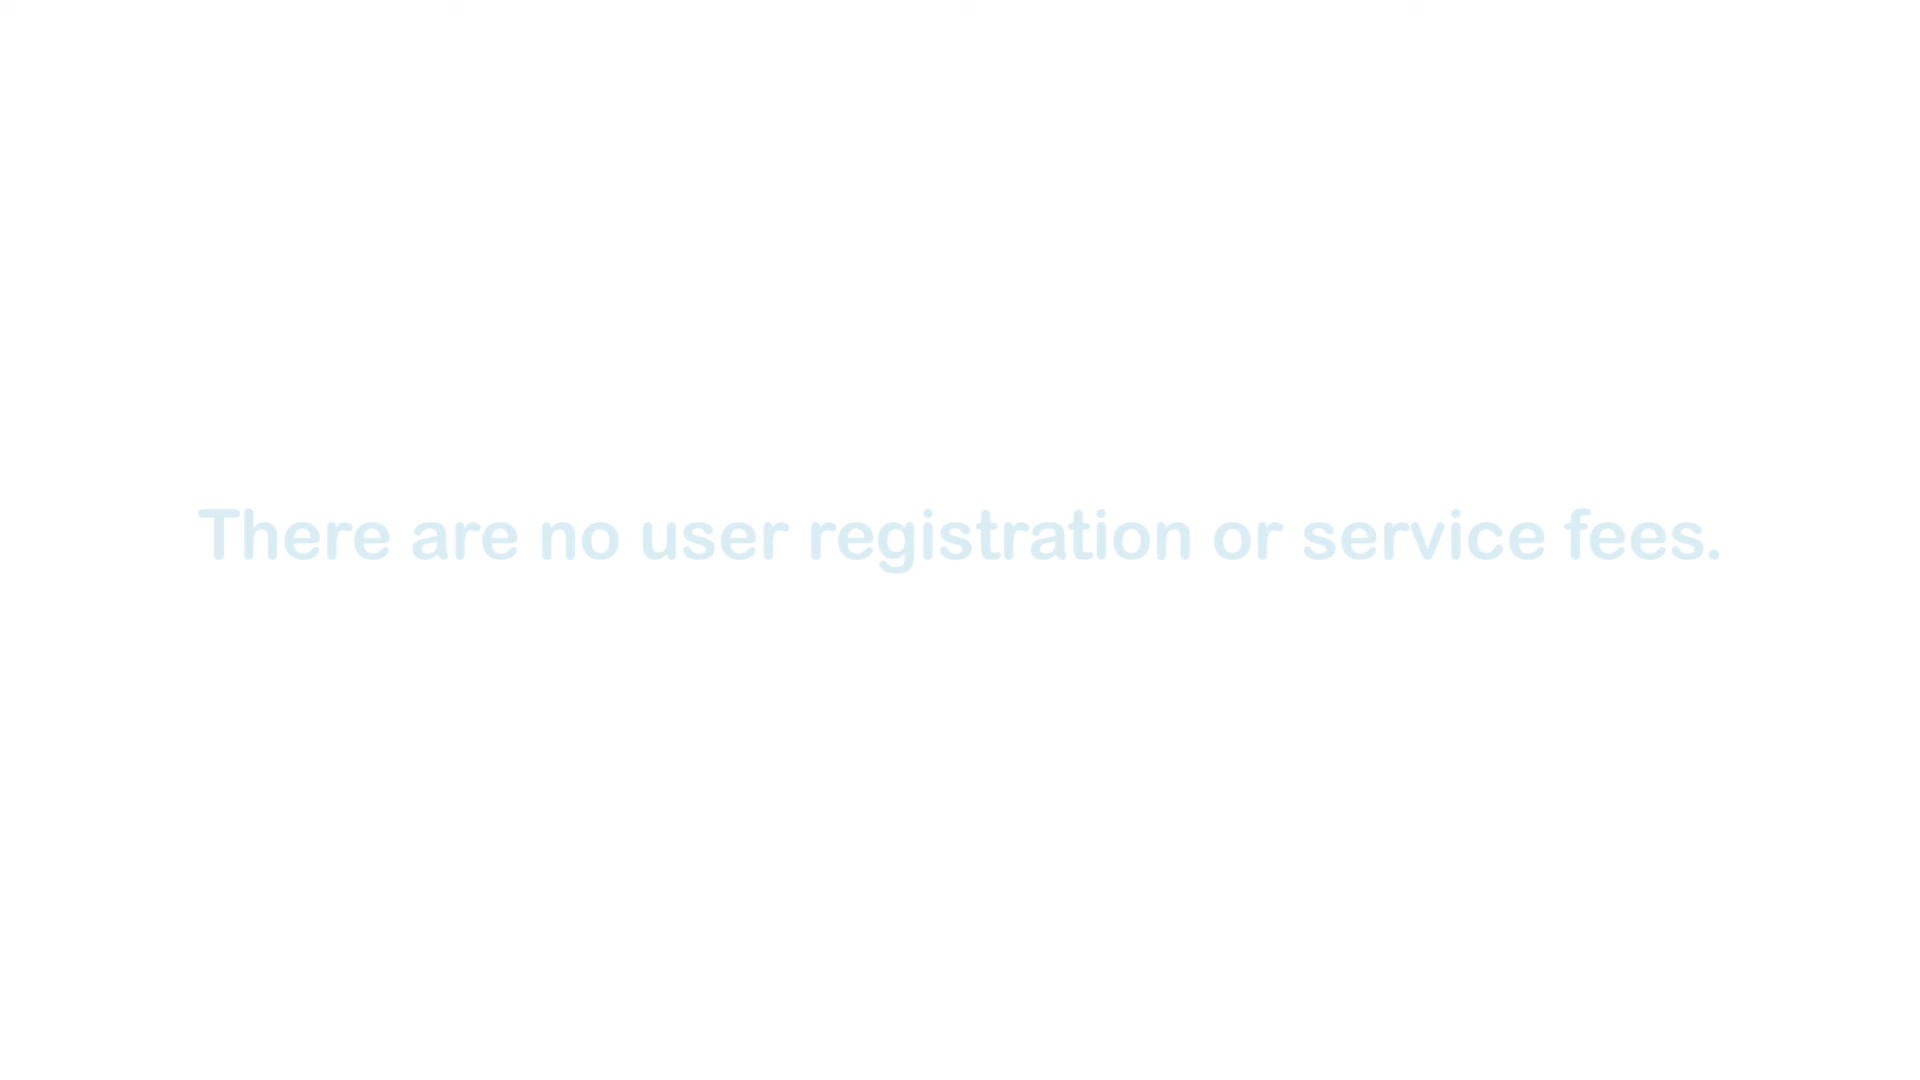 There are no user registration or service fees.